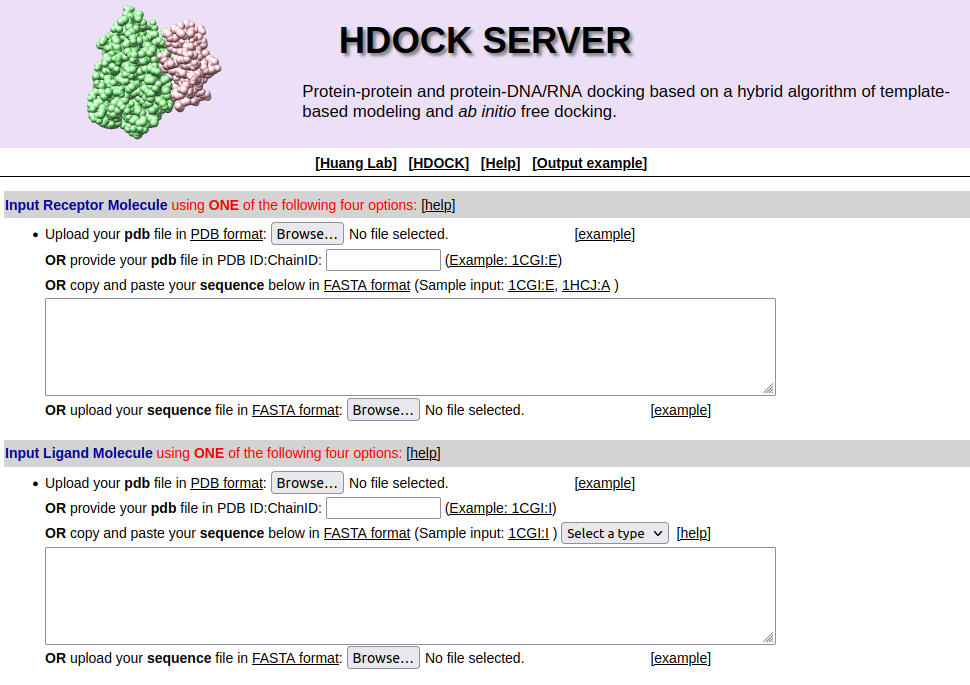 HDOCK SERVER
Protein-protein and protein-DNA/RNA docking based on a hybrid algorithm of template-
based modeling and ab initio free docking.
[Huang Lab] [HDOCK] [Help] [Output example]
Input Receptor Molecule using ONE of the following four options: [help]
• Upload your pdb file in PDB format: Browse... No file selected. [example]
OR provide your pdb file in PDB ID:ChainID: (Example: 1CGI:E)
OR copy and paste your sequence below in FASTA format (Sample input: 1CGI:E, 1HCJ:A )
OR upload your sequence file in FASTA format: Browse... No file selected. [example]
Input Ligand Molecule using ONE of the following four options: [help]
• Upload your pdb file in PDB format: Browse... No file selected. [example]
OR provide your pdb file in PDB ID:ChainID: (Example: 1CGI:I)
OR copy and paste your sequence below in FASTA format (Sample input: 1CGI:I ) Select a type [help]
OR upload your sequence file in FASTA format: Browse... No file selected. [example]